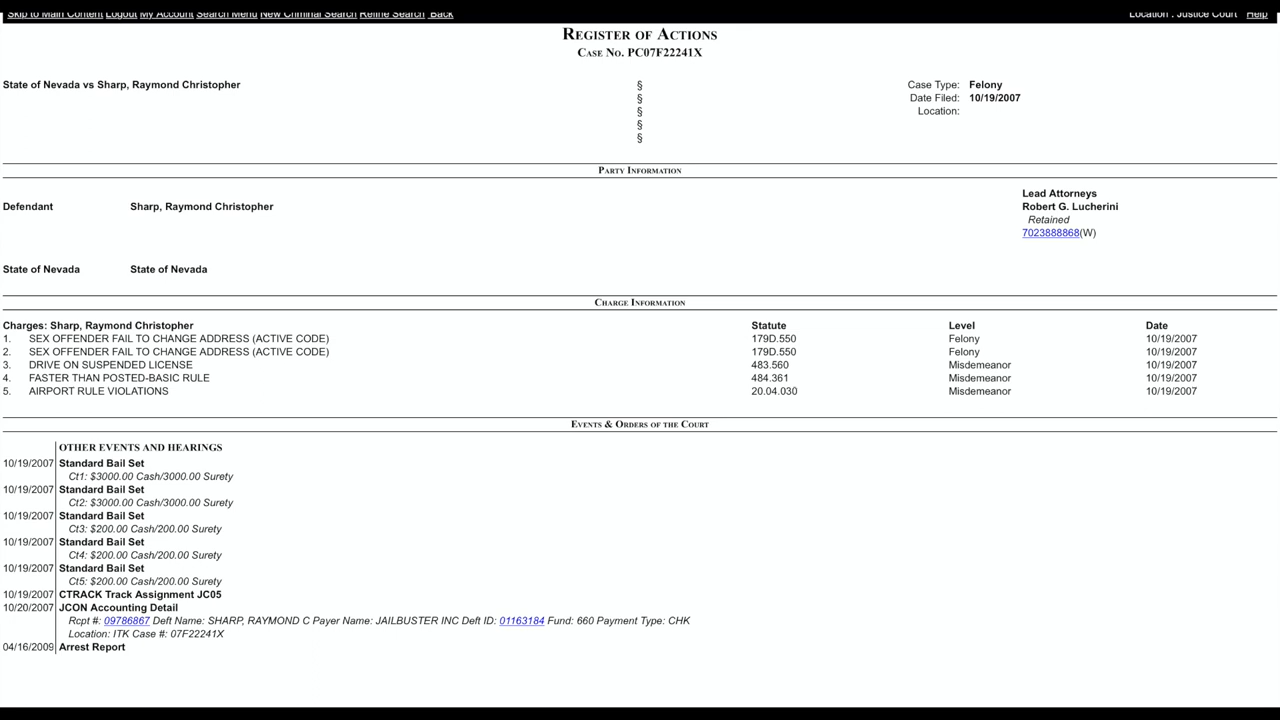 Skip to Main Content Logout My Account Search Menu New Criminal Search Refine Search Back
Location : Justice Court Help
REGISTER OF ACTIONS
CASE NO. PC07F22241X
State of Nevada vs Sharp, Raymond Christopher
§
§
§
§
§
Case Type: Felony
Date Filed: 10/19/2007
Location:
PARTY INFORMATION
Lead Attorneys
Defendant Sharp, Raymond Christopher Robert G. Lucherini
Retained
7023888868(W)
State of Nevada State of Nevada
CHARGE INFORMATION
Charges: Sharp, Raymond Christopher Statute Level Date
1. SEX OFFENDER FAIL TO CHANGE ADDRESS (ACTIVE CODE) 179D.550 Felony 10/19/2007
2. SEX OFFENDER FAIL TO CHANGE ADDRESS (ACTIVE CODE) 179D.550 Felony 10/19/2007
3. DRIVE ON SUSPENDED LICENSE 483.560 Misdemeanor 10/19/2007
4. FASTER THAN POSTED-BASIC RULE 484.361 Misdemeanor 10/19/2007
5. AIRPORT RULE VIOLATIONS 20.04.030 Misdemeanor 10/19/2007
EVENTS & ORDERS OF THE COURT
OTHER EVENTS AND HEARINGS
10/19/2007 Standard Bail Set
Ct1: $3000.00 Cash/3000.00 Surety
10/19/2007 Standard Bail Set
Ct2: $3000.00 Cash/3000.00 Surety
10/19/2007 Standard Bail Set
Ct3: $200.00 Cash/200.00 Surety
10/19/2007 Standard Bail Set
Ct4: $200.00 Cash/200.00 Surety
10/19/2007 Standard Bail Set
Ct5: $200.00 Cash/200.00 Surety
10/19/2007 CTRACK Track Assignment JC05
10/20/2007 JCON Accounting Detail
Rcpt #: 09786867 Deft Name: SHARP, RAYMOND C Payer Name: JAILBUSTER INC Deft ID: 01163184 Fund: 660 Payment Type: CHK
Location: ITK Case #: 07F22241X
04/16/2009 Arrest Report